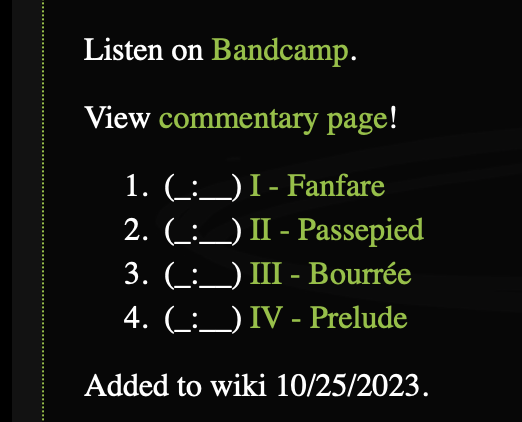 Listen on Bandcamp.
View commentary page!
1. (_:__) I - Fanfare
2. (_:__) II - Passepied
3. (_:__) III - Bourrée
4. (_:__) IV - Prelude
Added to wiki 10/25/2023.